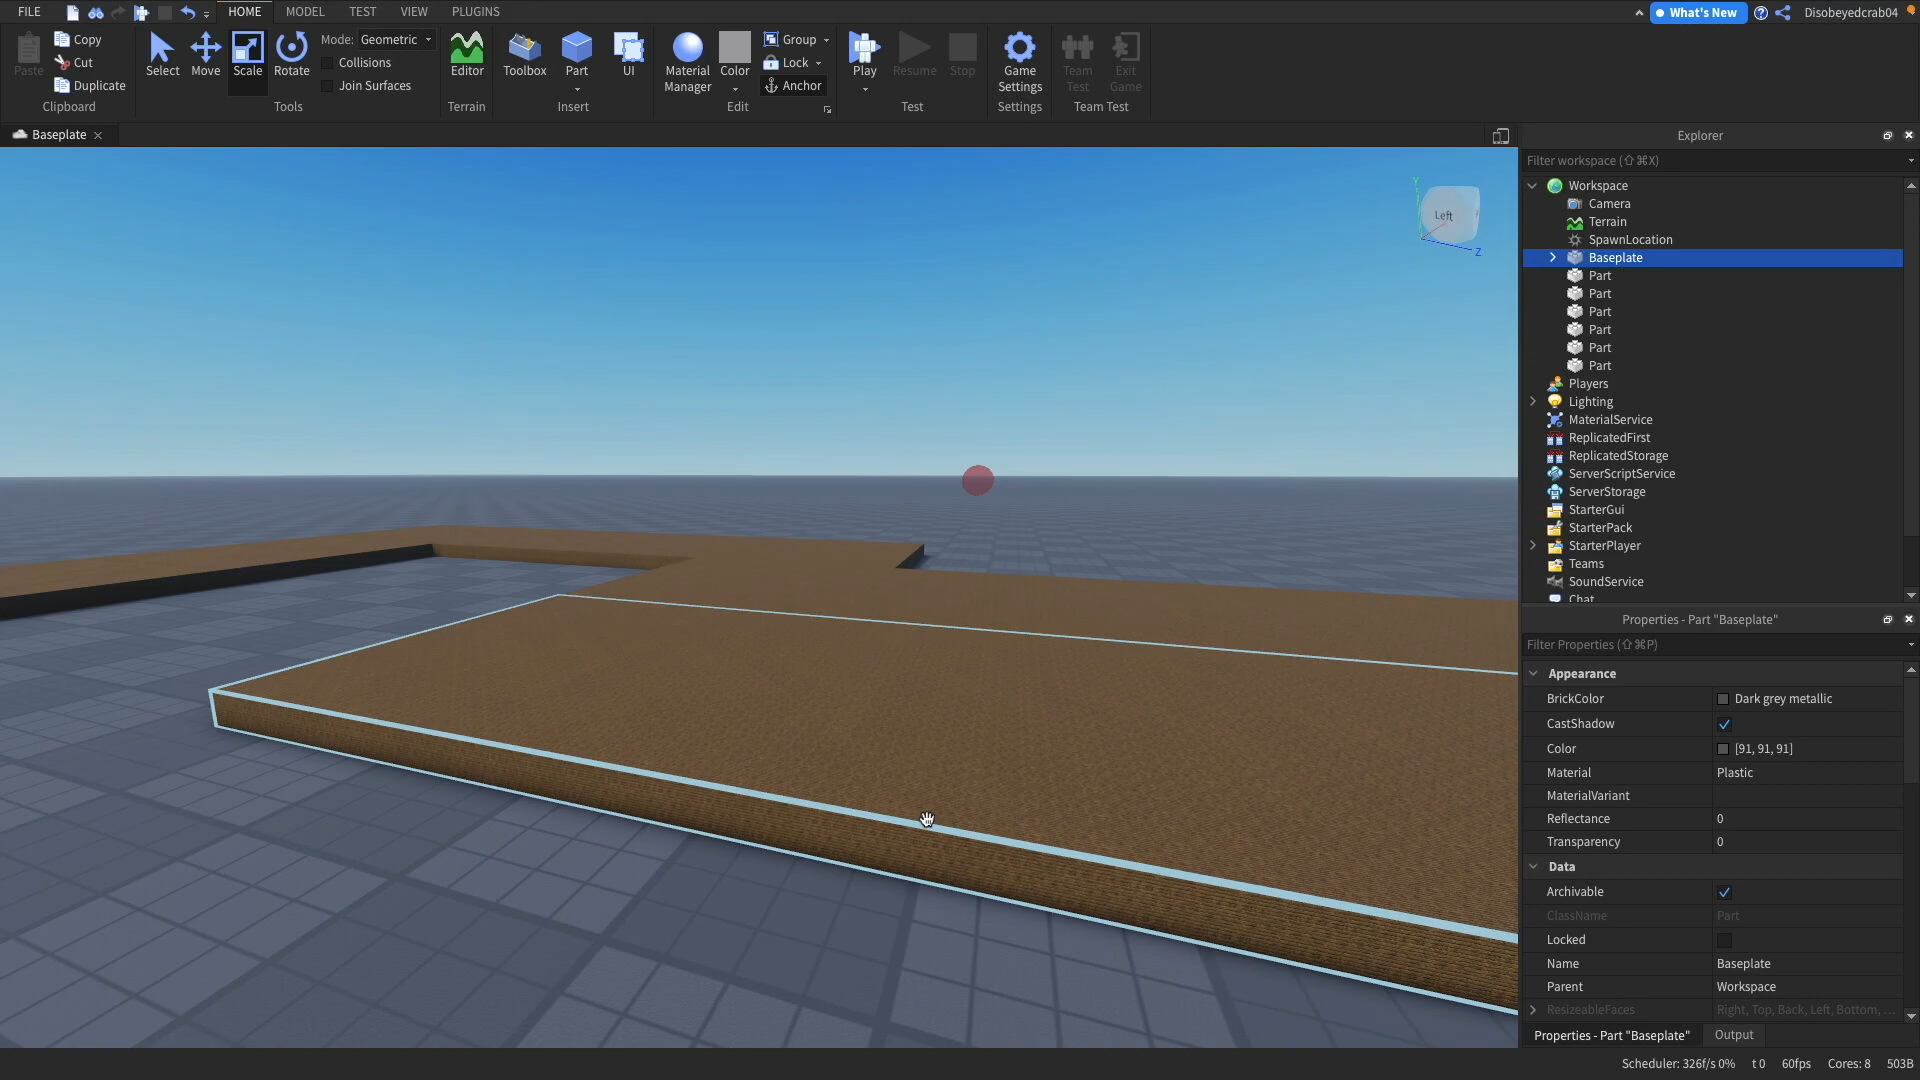 FILE HOME MODEL TEST VIEW PLUGINS What's New Disobeyedcrab04
Paste
Copy
Cut
Duplicate
Clipboard
Select Move Scale Rotate
Mode: Geometric
Collisions
Join Surfaces
Tools
Editor
Terrain
Toolbox Part UI
Insert
Material Manager
Color
Group
Lock
Anchor
Edit
Play Resume Stop
Test
Game Settings
Settings
Team Test
Exit Game
Team Test
Baseplate
Left
Y
Z
Explorer
Filter workspace (⇧⌘X)
Workspace
Camera
Terrain
SpawnLocation
Baseplate
Part
Part
Part
Part
Part
Part
Players
Lighting
MaterialService
ReplicatedFirst
ReplicatedStorage
ServerScriptService
ServerStorage
StarterGui
StarterPack
StarterPlayer
Teams
SoundService
Chat
Properties - Part "Baseplate"
Filter Properties (⇧⌘P)
Appearance
BrickColor Dark grey metallic
CastShadow
Color [91, 91, 91]
Material Plastic
MaterialVariant
Reflectance 0
Transparency 0
Data
Archivable
ClassName Part
Locked
Name Baseplate
Parent Workspace
ResizeableFaces Right, Top, Back, Left, Bottom, ...
Properties - Part "Baseplate" Output
Scheduler: 326f/s 0% t 0 60fps Cores: 8 503B